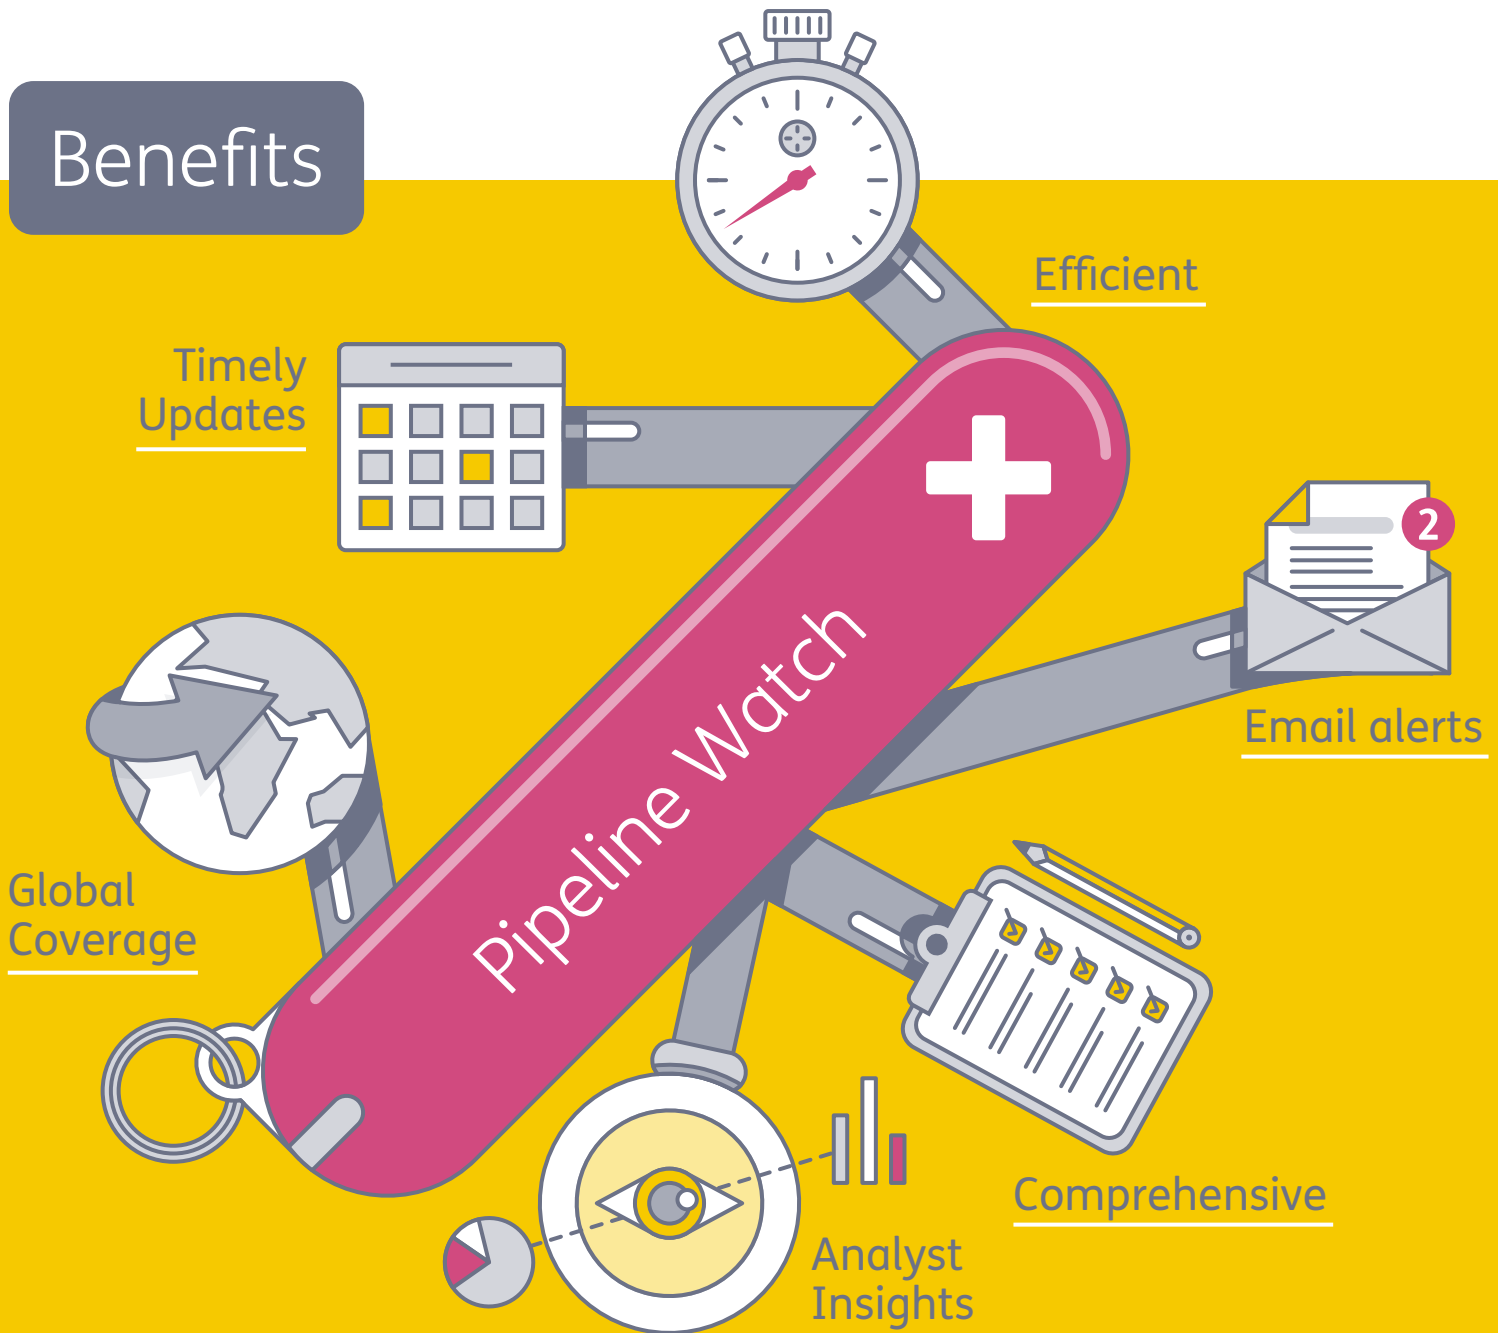 Benefits
Efficient
Timely
Updates
2
Email alerts
Pipeline Watch
Global
Coverage
Comprehensive
Analyst
Insights